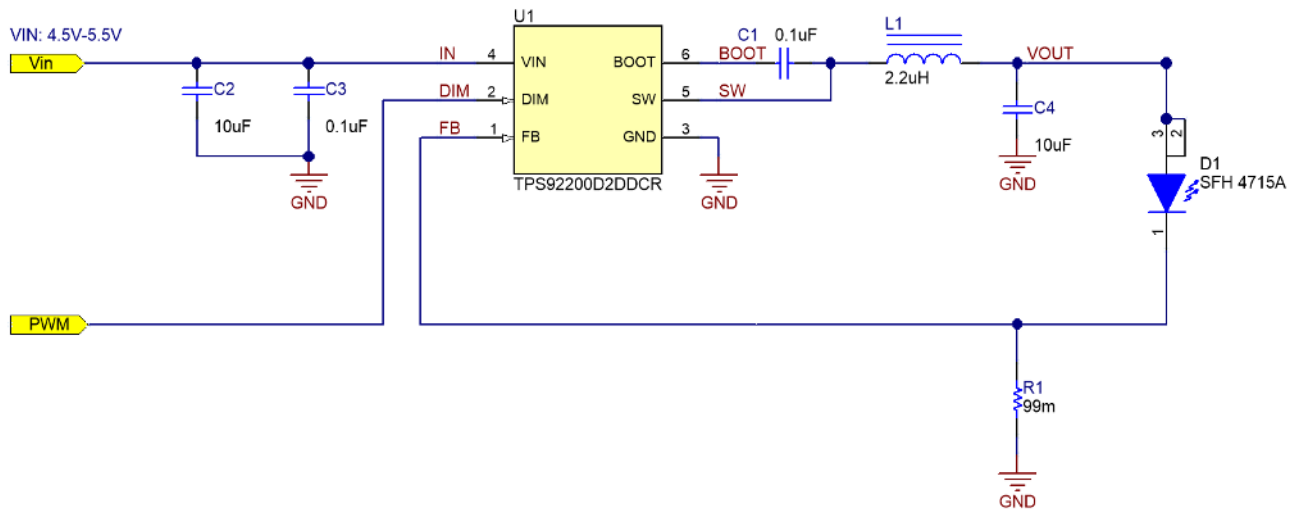 VIN: 4.5V-5.5V
Vin
C2
10uF
C3
0.1uF
GND
U1
IN
4
VIN
DIM
2
DIM
FB
1
FB
BOOT
6
BOOT
SW
5
SW
GND
3
TPS92200D2DDCR
GND
C1
0.1uF
L1
2.2uH
VOUT
C4
10uF
GND
3
2
D1
SFH 4715A
1
PWM
R1
99m
GND